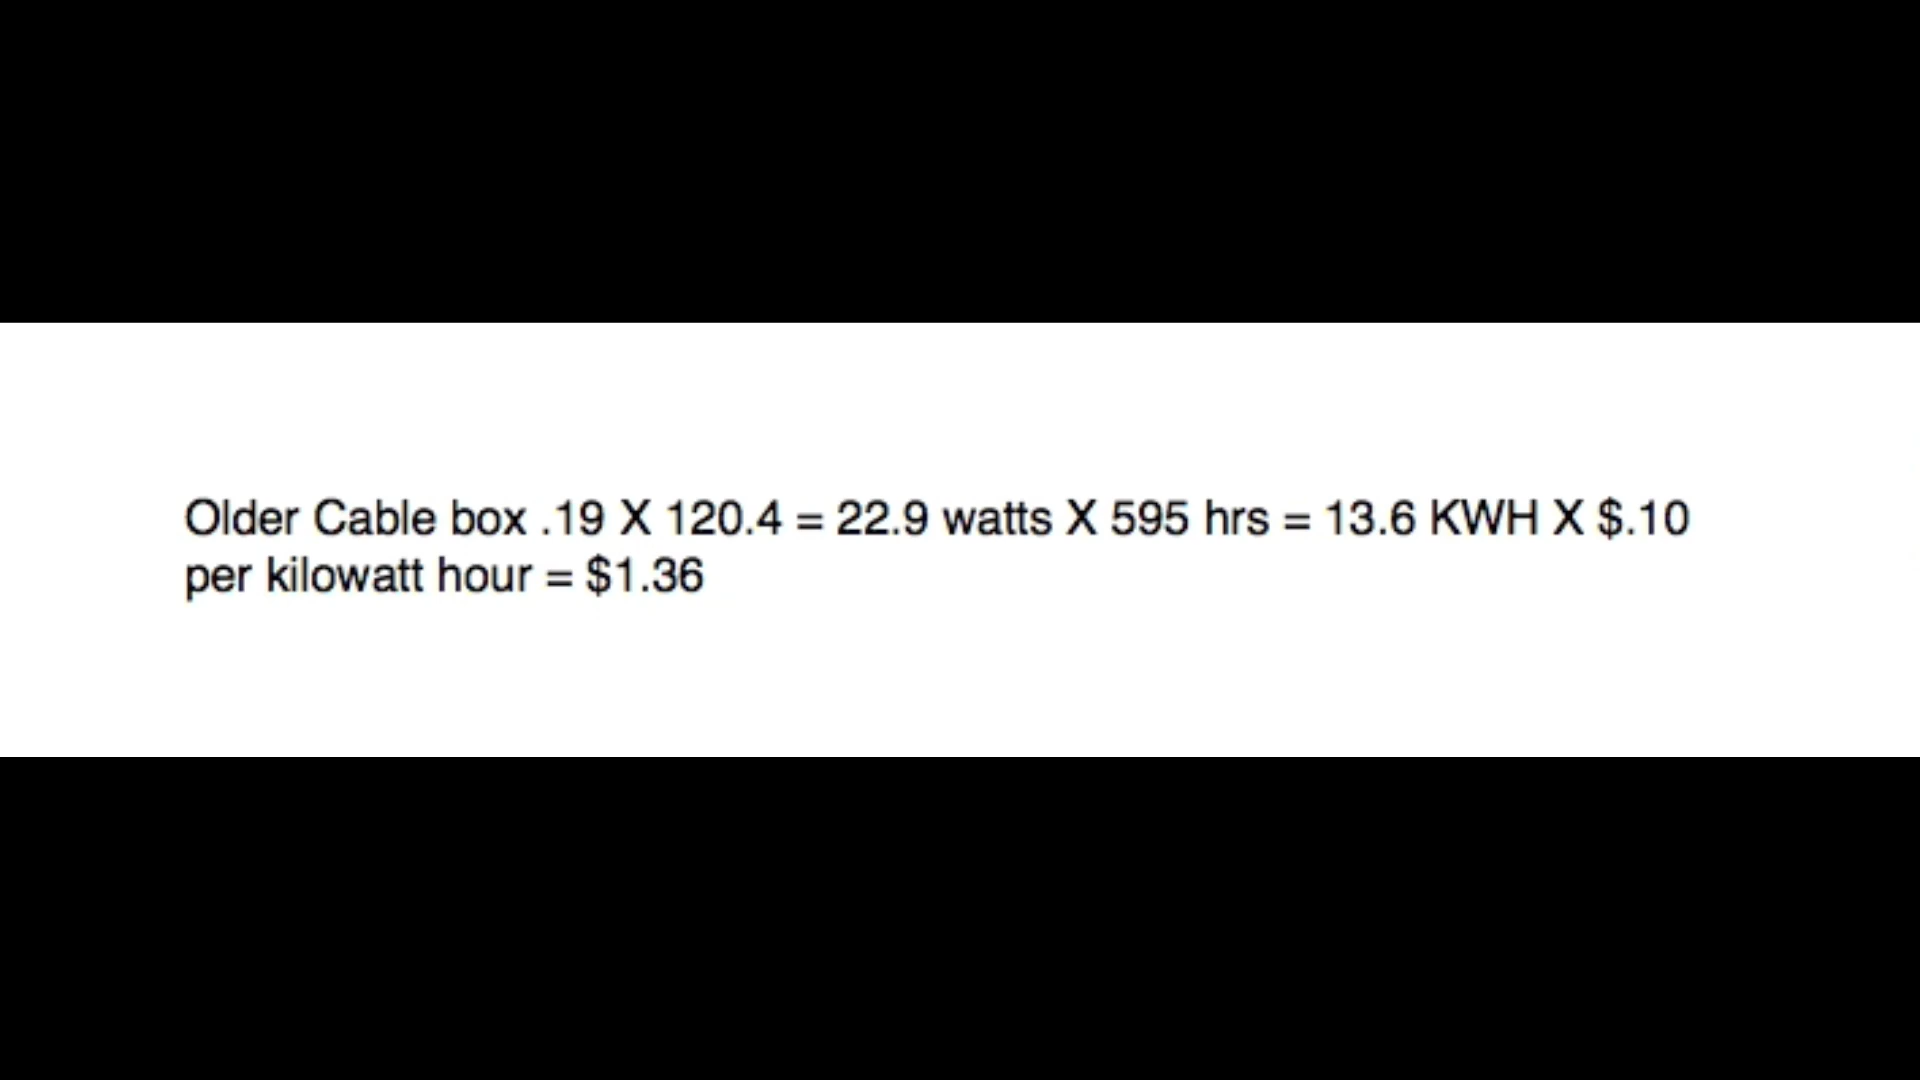 Older Cable box .19 X 120.4 = 22.9 watts X 595 hrs = 13.6 KWH X $.10
per kilowatt hour = $1.36